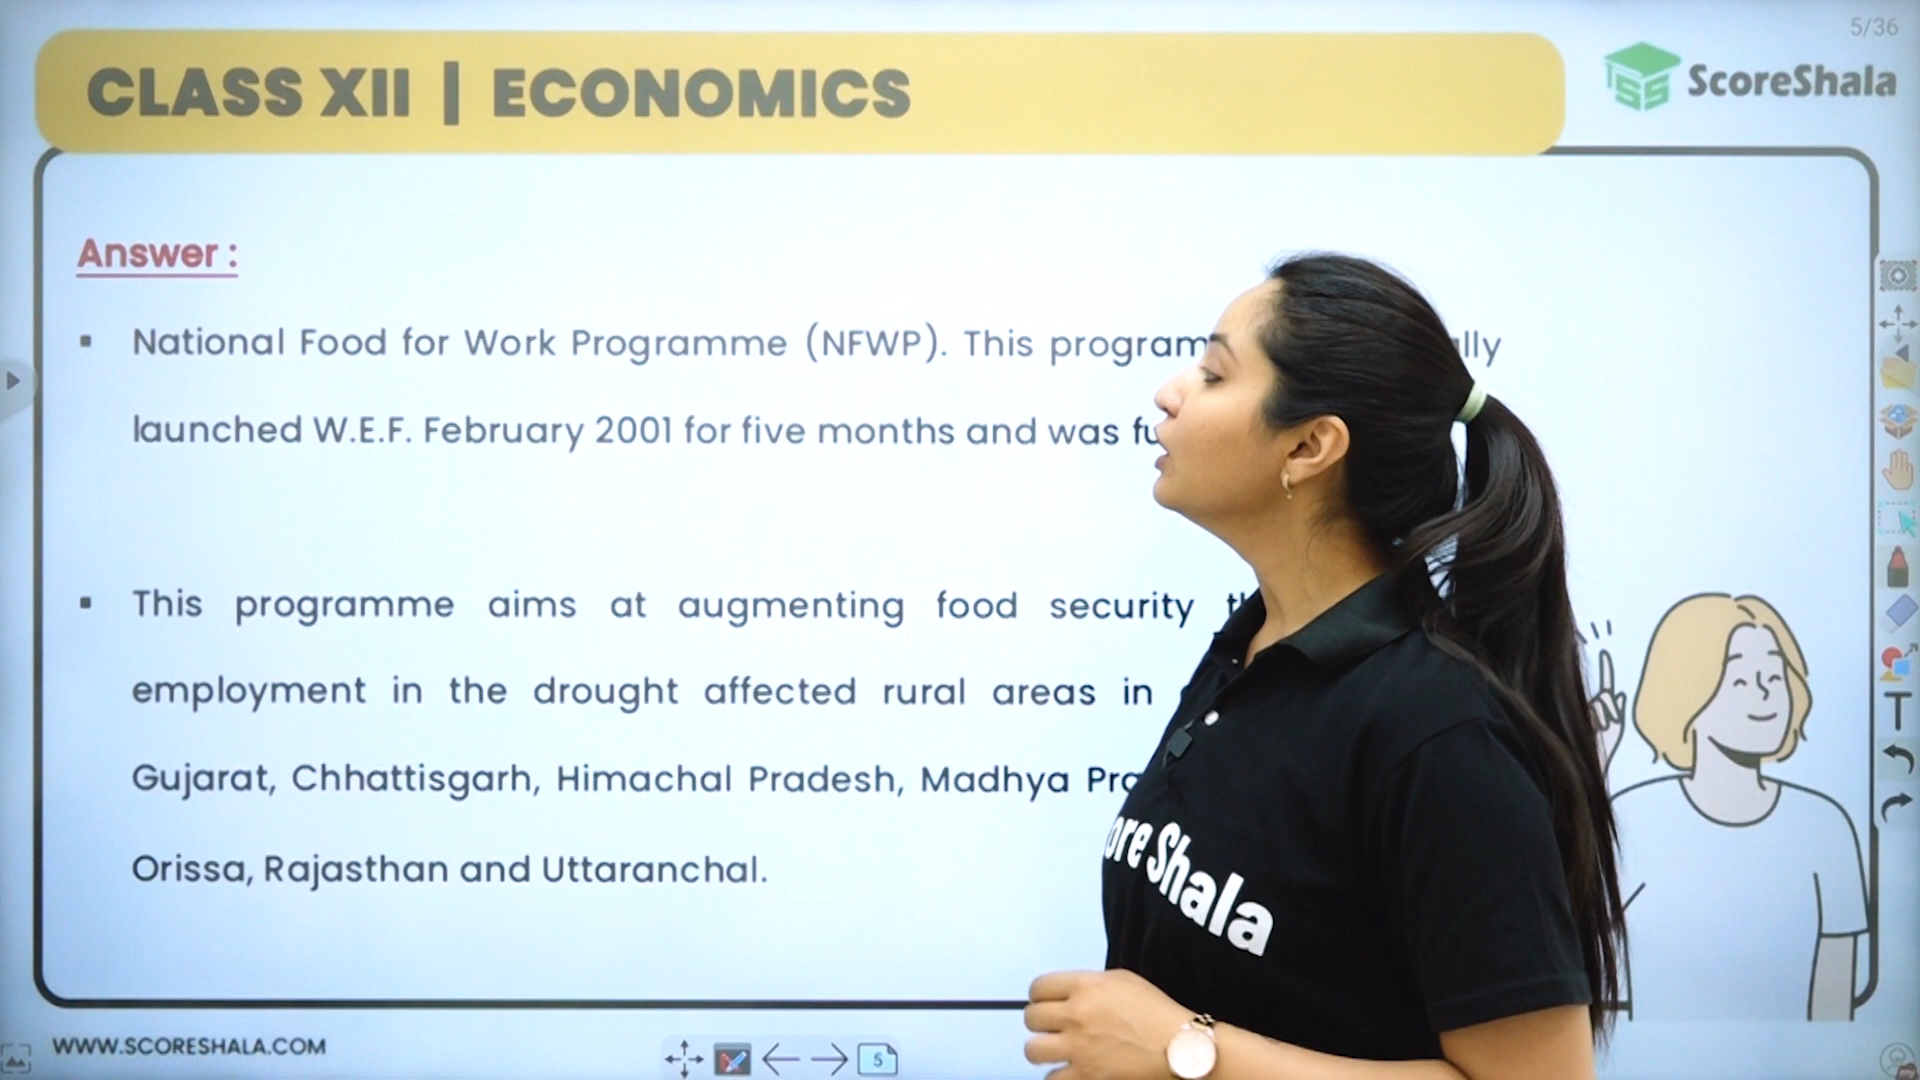 5/36
CLASS XII | ECONOMICS
ScoreShala
Answer :
▪ National Food for Work Programme (NFWP). This
launched W.E.F. February 2001 for five months and was
▪ This programme aims at augmenting food security
employment in the drought affected rural areas in
Gujarat, Chhattisgarh, Himachal Pradesh, Madhya
Orissa, Rajasthan and Uttaranchal.
Shala
WWW.SCORESHALA.COM
5